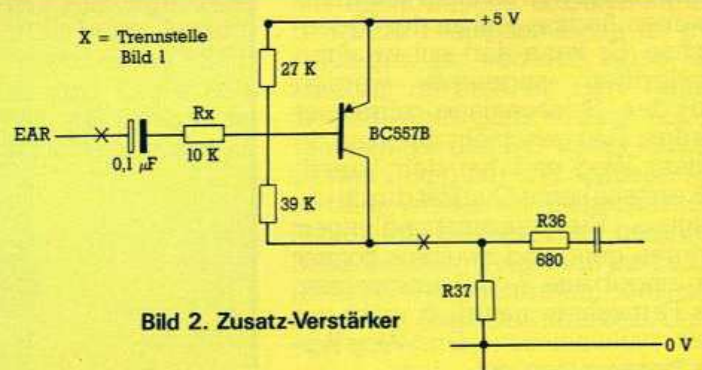 +5 V
X = Trennstelle
Bild 1
27 K
Rx
EAR
BC557B
0,1 µF
10 K
39 K
R36
680
R37
Bild 2. Zusatz-Verstärker
0 V